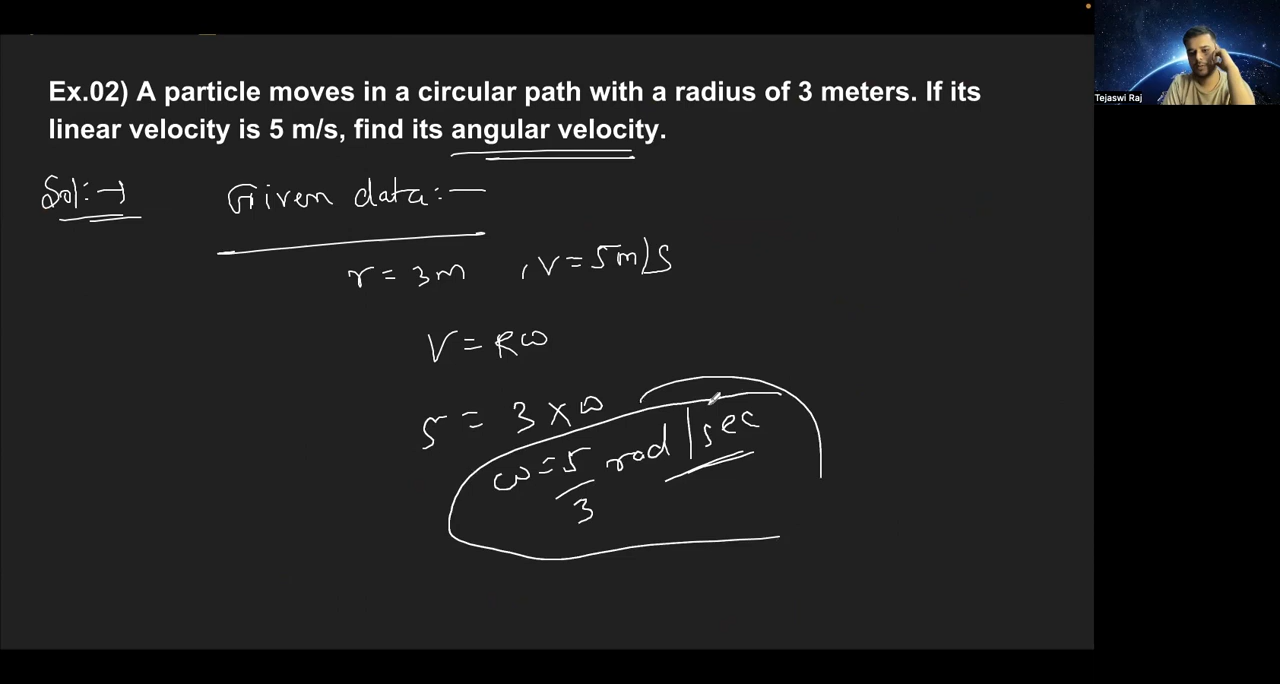 Ex.02) A particle moves in a circular path with a radius of 3 meters. If its
linear velocity is 5 m/s, find its angular velocity.
Sol:→
Given data:—
r = 3m , v = 5m/s
V = Rω
5 = 3 × ω
ω = 5/3 rad/sec
Tejaswi Raj